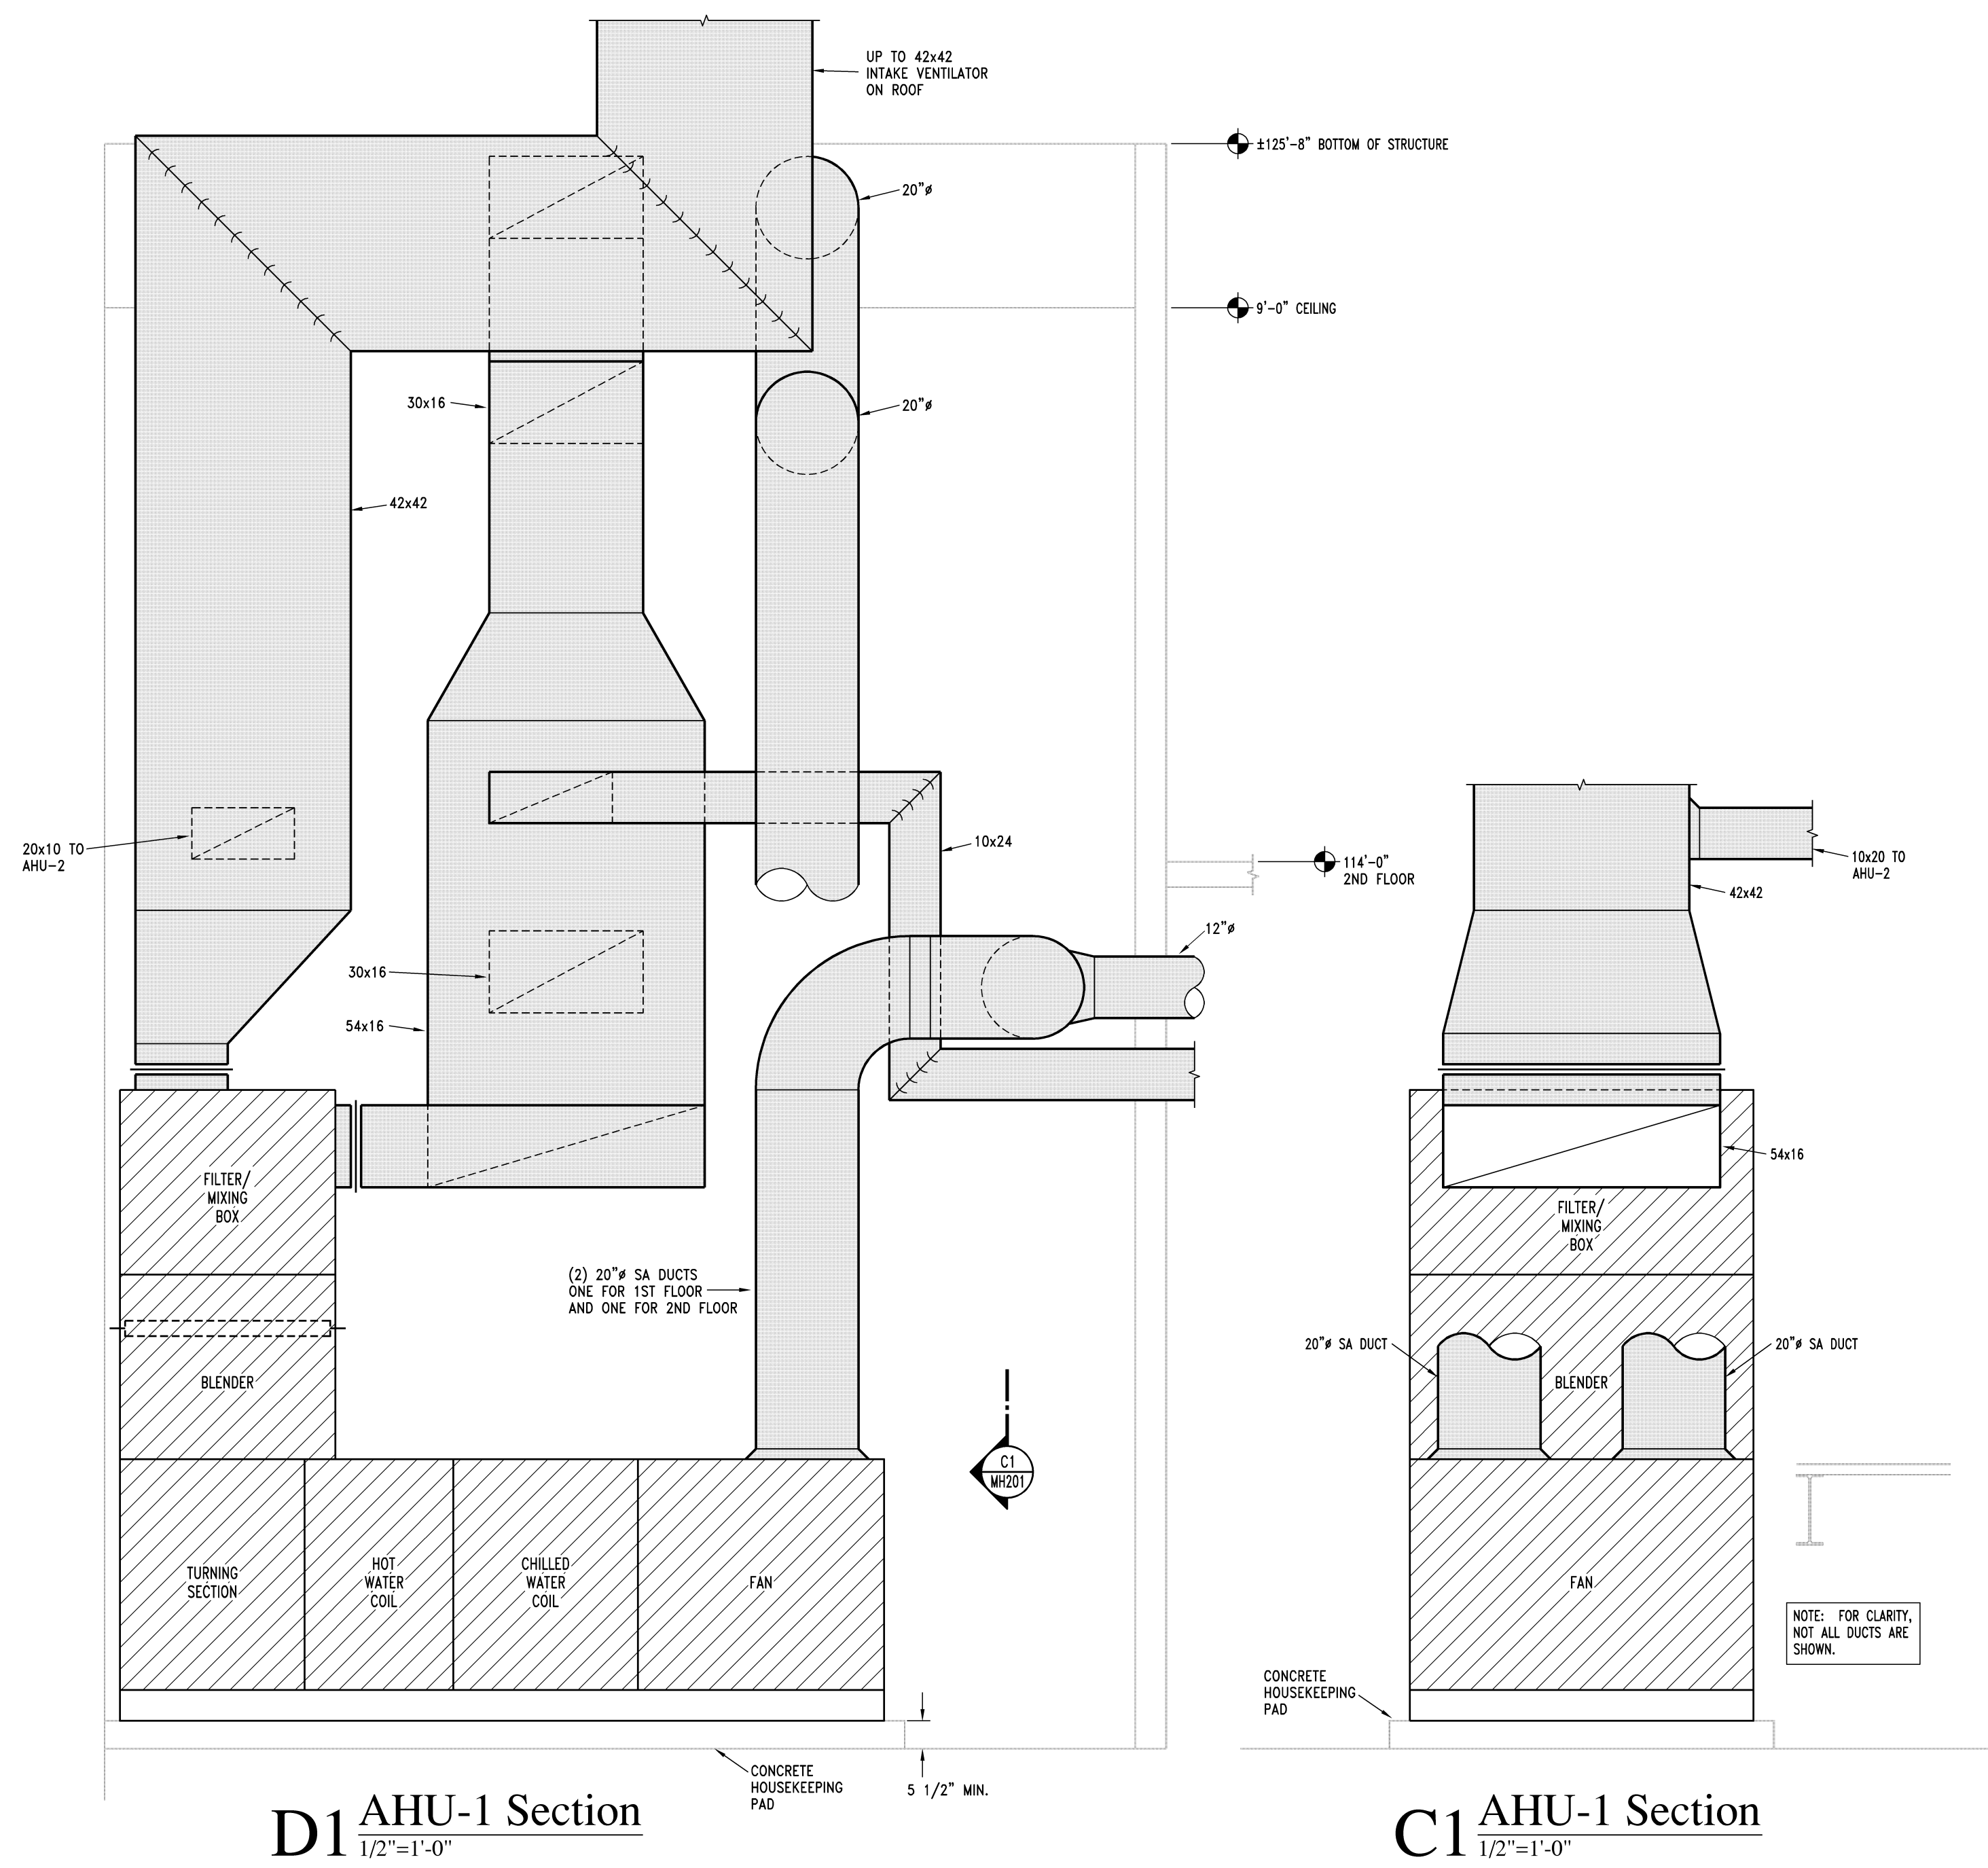 UP TO 42x42
INTAKE VENTILATOR
ON ROOF
±125'-8" BOTTOM OF STRUCTURE
20"ø
9'-0" CEILING
30x16
20"ø
42x42
20x10 TO
AHU-2
10x24
114'-0"
2ND FLOOR
12"ø
30x16
54x16
FILTER/
MIXING
BOX
(2) 20"ø SA DUCTS
ONE FOR 1ST FLOOR
AND ONE FOR 2ND FLOOR
BLENDER
C1
MH201
TURNING
SECTION
HOT
WATER
COIL
CHILLED
WATER
COIL
FAN
CONCRETE
HOUSEKEEPING
PAD
5 1/2" MIN.
D1 AHU-1 Section
1/2"=1'-0"
10x20 TO
AHU-2
42x42
54x16
FILTER/
MIXING
BOX
20"ø SA DUCT
20"ø SA DUCT
BLENDER
FAN
NOTE: FOR CLARITY,
NOT ALL DUCTS ARE
SHOWN.
CONCRETE
HOUSEKEEPING
PAD
C1 AHU-1 Section
1/2"=1'-0"